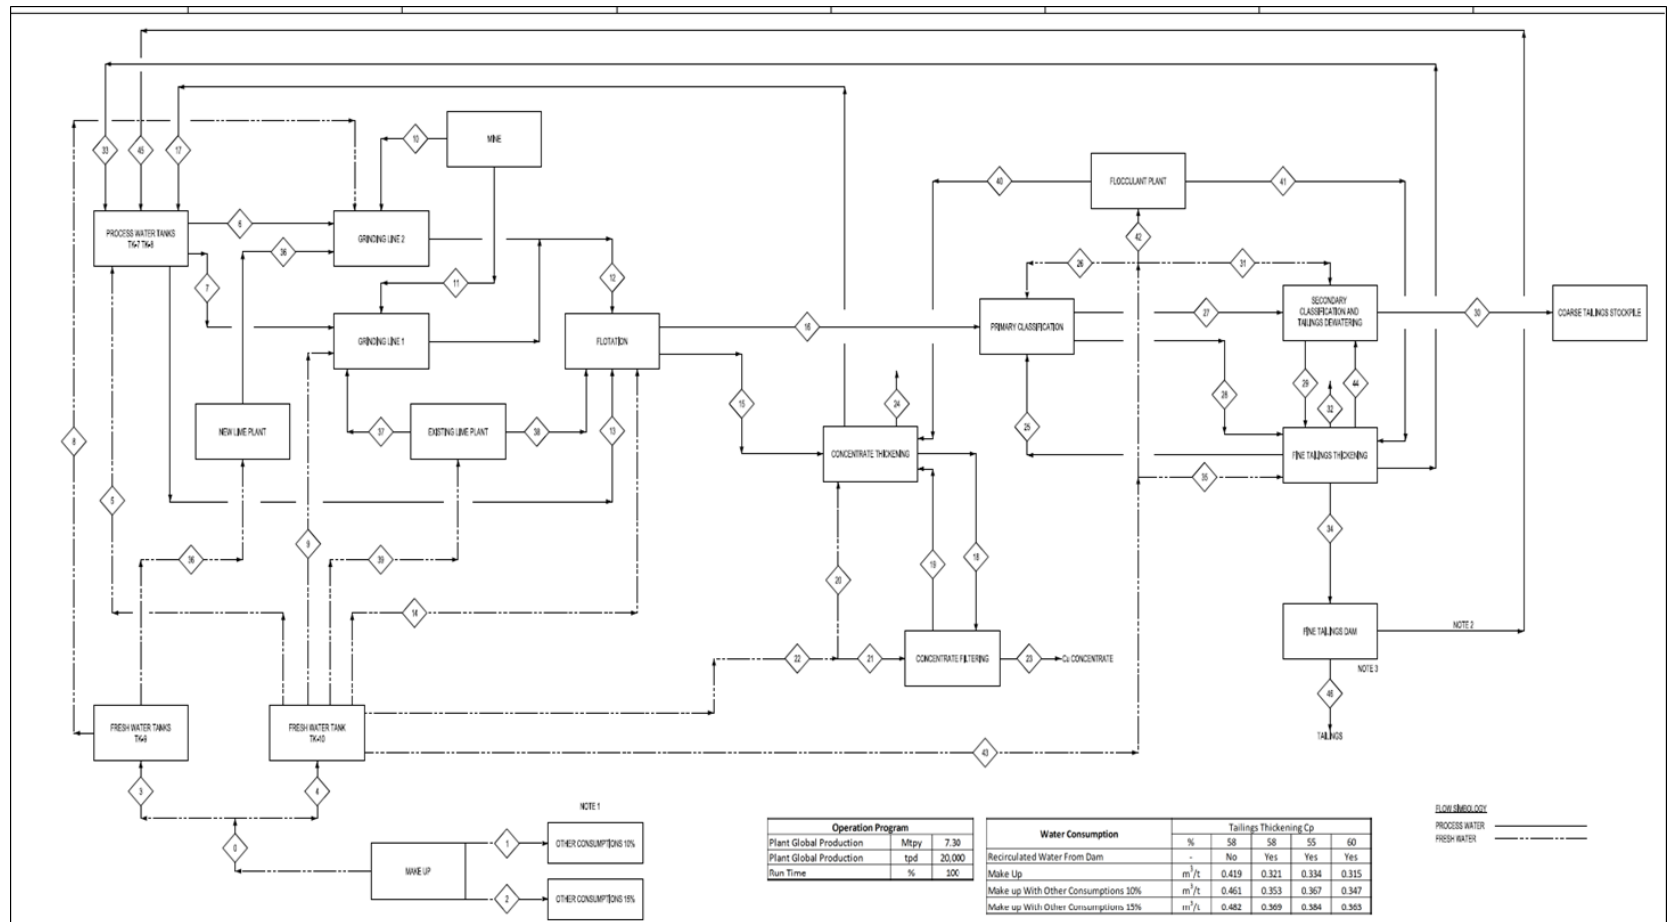 33
45
17
10
MINE
8
6
PROCESS WATER TANKS
TK-7 TK-8
GRINDING LINE 2
36
7
11
12
GRINDING LINE 1
FLOTATION
16
15
NEW LIME PLANT
37
EXISTING LIME PLANT
38
13
5
9
36
39
14
40
FLOCCULANT PLANT
41
42
26
31
PRIMARY CLASSIFICATION
27
SECONDARY
CLASSIFICATION AND
TAILINGS DEWATERING
30
COARSE TAILINGS STOCKPILE
28
29
32
44
24
25
CONCENTRATE THICKENING
FINE TAILINGS THICKENING
35
34
20
19
18
22
21
CONCENTRATE FILTERING
23
Cu CONCENTRATE
FINE TAILINGS DAM
NOTE 2
NOTE 3
46
TAILINGS
FRESH WATER TANKS
TK-9
FRESH WATER TANK
TK-10
43
3
4
0
NOTE 1
MAKE UP
1
OTHER CONSUMPTIONS 10%
2
OTHER CONSUMPTIONS 15%
Operation Program
Plant Global Production Mtpy 7.30
Plant Global Production tpd 20,000
Run Time % 100
Water Consumption Tailings Thickening Cp
% 58 58 55 60
Recirculated Water From Dam - No Yes Yes Yes
Make Up m³/t 0.419 0.321 0.334 0.315
Make up With Other Consumptions 10% m³/t 0.461 0.353 0.367 0.347
Make up With Other Consumptions 15% m³/t 0.482 0.369 0.384 0.363
FLOW SIMBOLOGY
PROCESS WATER
FRESH WATER